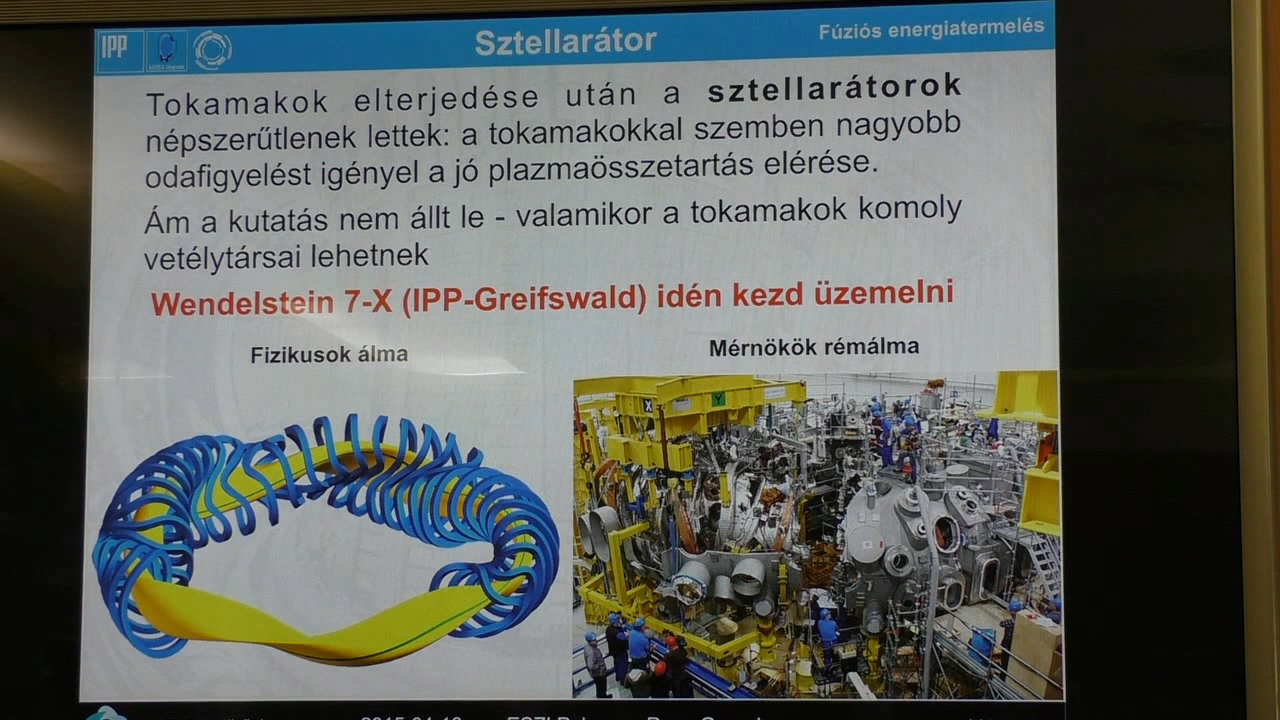 IPP
Sztellarátor
Fúziós energiatermelés
Tokamakok elterjedése után a sztellarátorok
népszerűtlenek lettek: a tokamakokkal szemben nagyobb
odafigyelést igényel a jó plazmaösszetartás elérése.
Ám a kutatás nem állt le - valamikor a tokamakok komoly
vetélytársai lehetnek
Wendelstein 7-X (IPP-Greifswald) idén kezd üzemelni
Fizikusok álma
Mérnökök rémálma
X
Y